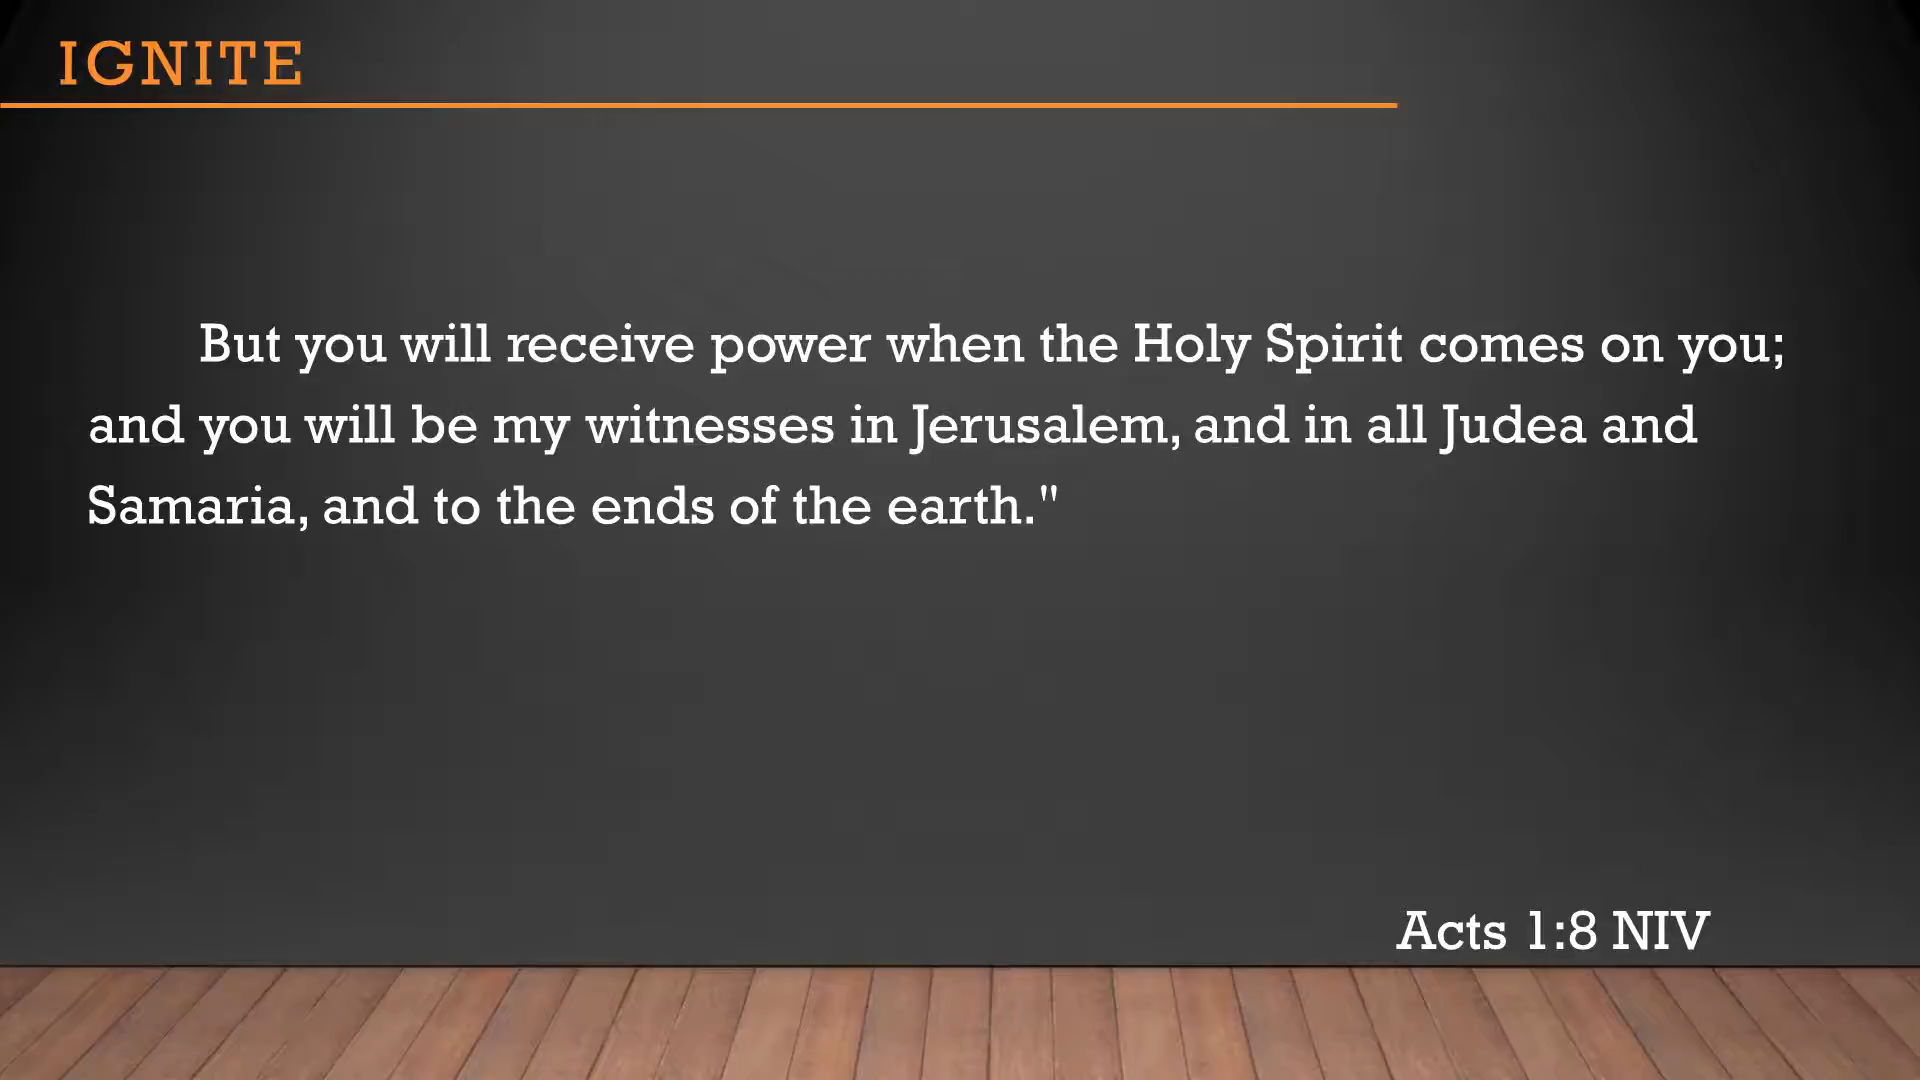 IGNITE
But you will receive power when the Holy Spirit comes on you;
and you will be my witnesses in Jerusalem, and in all Judea and
Samaria, and to the ends of the earth."
Acts 1:8 NIV